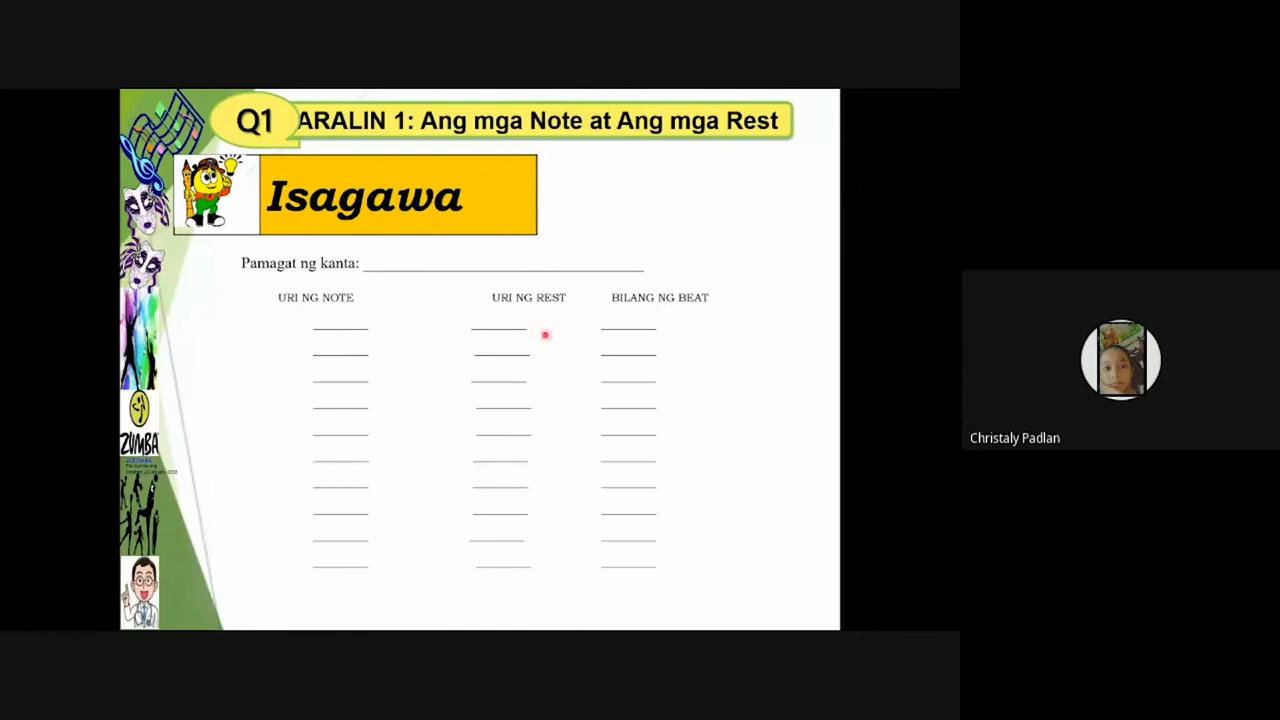 Q1
ARALIN 1: Ang mga Note at Ang mga Rest
Isagawa
Pamagat ng kanta: ____________________
URI NG NOTE URI NG REST BILANG NG BEAT
ZUMBA
Christaly Padlan